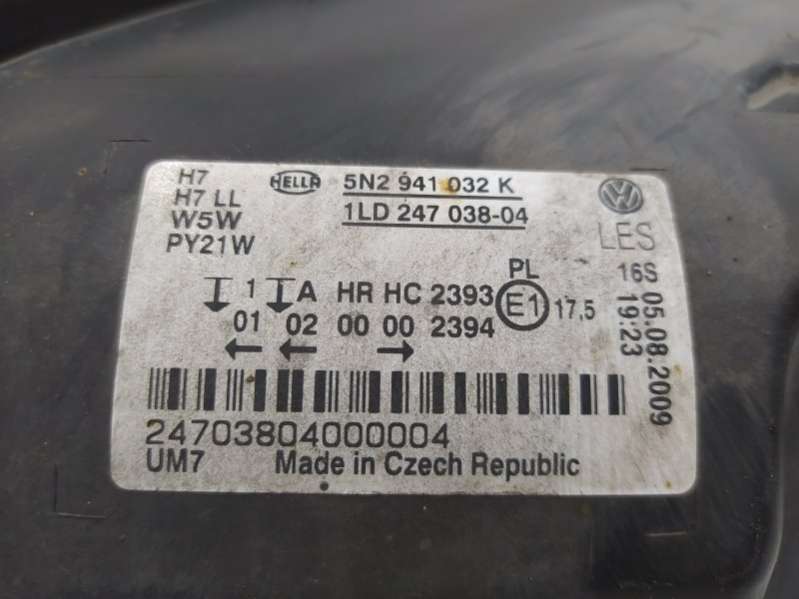 H7
H7 LL
W5W
PY21W
HELLA
5N2 941 032 K
1LD 247 038-04
LES
16S 05.08.2009
19:23
1 A HR HC 2393
01 02 00 00 2394
PL
E1 17,5
24703804000004
UM7 Made in Czech Republic